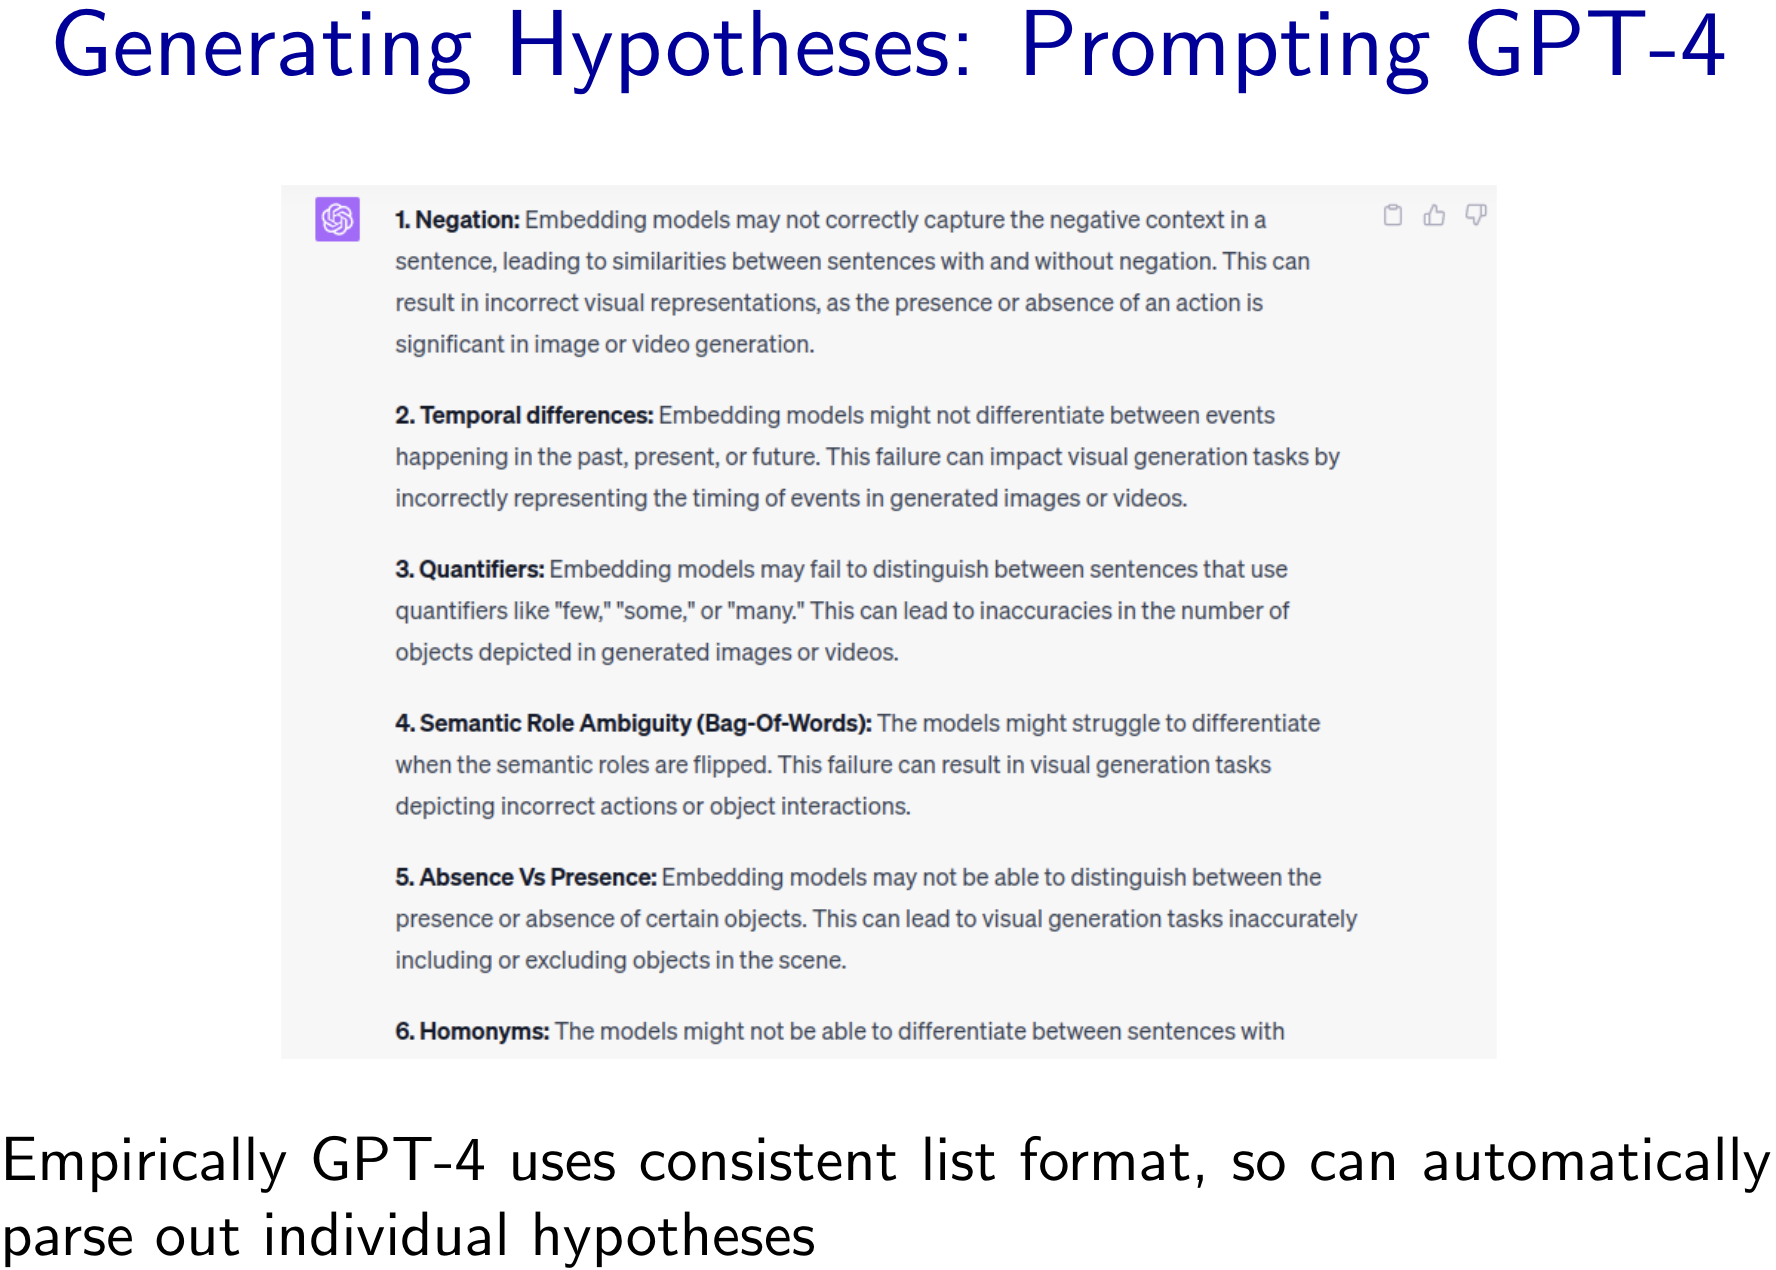 Generating Hypotheses: Prompting GPT-4
1. Negation: Embedding models may not correctly capture the negative context in a
sentence, leading to similarities between sentences with and without negation. This can
result in incorrect visual representations, as the presence or absence of an action is
significant in image or video generation.
2. Temporal differences: Embedding models might not differentiate between events
happening in the past, present, or future. This failure can impact visual generation tasks by
incorrectly representing the timing of events in generated images or videos.
3. Quantifiers: Embedding models may fail to distinguish between sentences that use
quantifiers like "few," "some," or "many." This can lead to inaccuracies in the number of
objects depicted in generated images or videos.
4. Semantic Role Ambiguity (Bag-Of-Words): The models might struggle to differentiate
when the semantic roles are flipped. This failure can result in visual generation tasks
depicting incorrect actions or object interactions.
5. Absence Vs Presence: Embedding models may not be able to distinguish between the
presence or absence of certain objects. This can lead to visual generation tasks inaccurately
including or excluding objects in the scene.
6. Homonyms: The models might not be able to differentiate between sentences with
Empirically GPT-4 uses consistent list format, so can automatically
parse out individual hypotheses